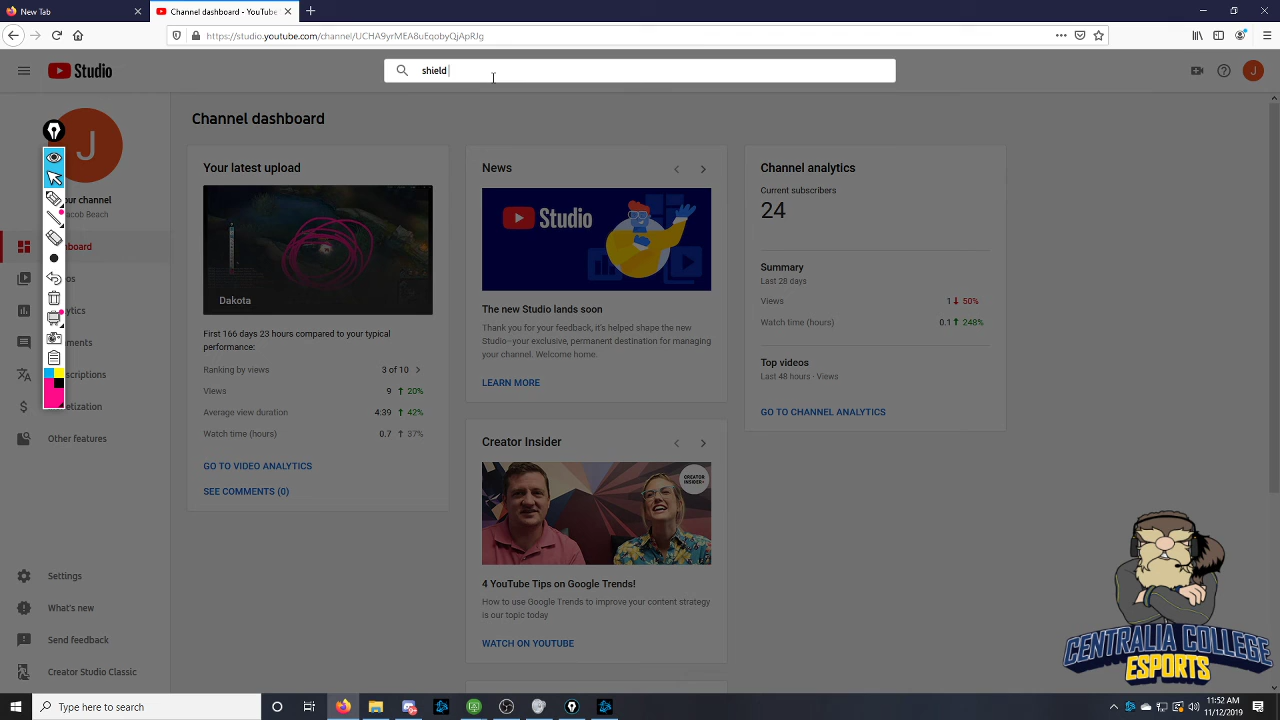 New Tab
Channel dashboard - YouTube
https://studio.youtube.com/channel/UCHA9yrMEA8uEqobyQjApRJg
Studio
shield
J
J
Channel dashboard
Your channel
Jacob Beach
Your latest upload
Dakota
First 166 days 23 hours compared to your typical
performance:
Ranking by views 3 of 10
Views 9 20%
Average view duration 4:39 42%
Watch time (hours) 0.7 37%
GO TO VIDEO ANALYTICS
SEE COMMENTS (0)
News
Studio
The new Studio lands soon
Thank you for your feedback, it's helped shape the new
Studio–your exclusive, permanent destination for managing
your channel. Welcome home.
LEARN MORE
Creator Insider
CREATOR
INSIDER
4 YouTube Tips on Google Trends!
How to use Google Trends to improve your content strategy
is our topic today
WATCH ON YOUTUBE
Channel analytics
Current subscribers
24
Summary
Last 28 days
Views 1 50%
Watch time (hours) 0.1 248%
Top videos
Last 48 hours · Views
GO TO CHANNEL ANALYTICS
Other features
Settings
What's new
Send feedback
Creator Studio Classic
CENTRALIA COLLEGE
ESPORTS
Type here to search
11:52 AM
11/12/2019